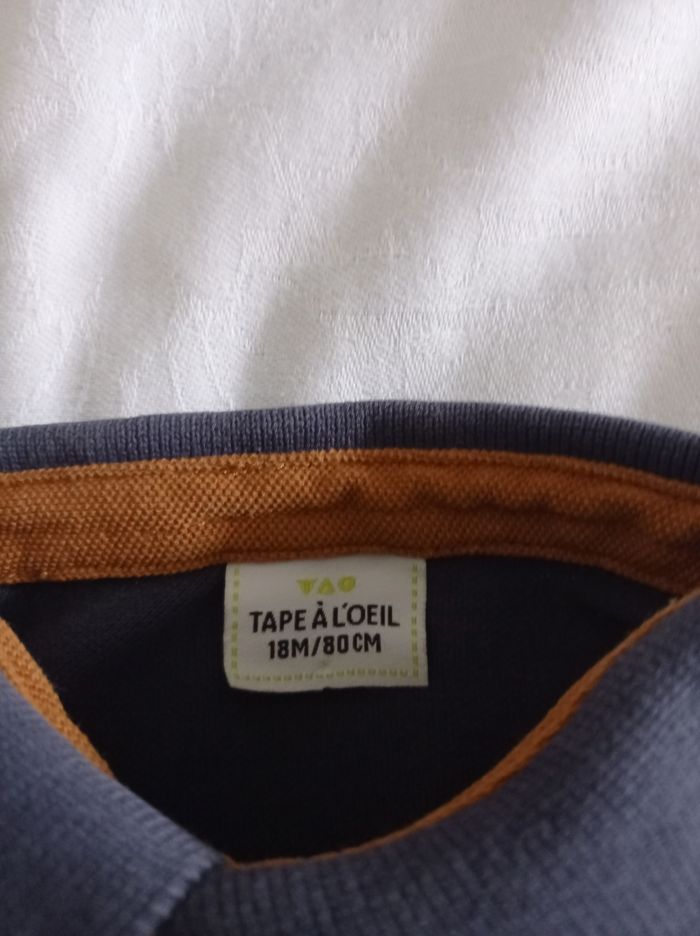 TAO
TAPE À L'OEIL
18M/80CM